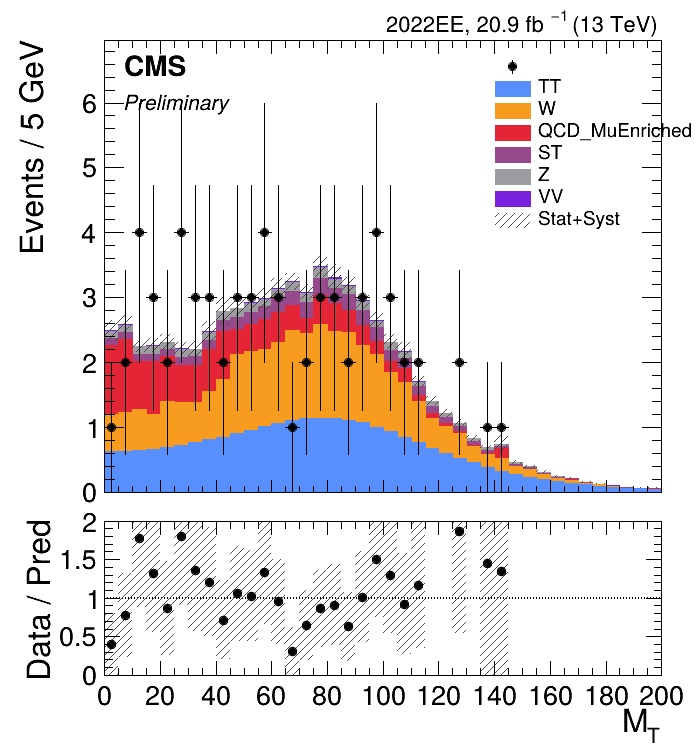 2022EE, 20.9 fb⁻¹ (13 TeV)
CMS
Preliminary
Events / 5 GeV
6
5
4
3
2
1
0
TT
W
QCD_MuEnriched
ST
Z
VV
Stat+Syst
Data / Pred
2
1.5
1
0.5
0
0 20 40 60 80 100 120 140 160 180 200
M_T